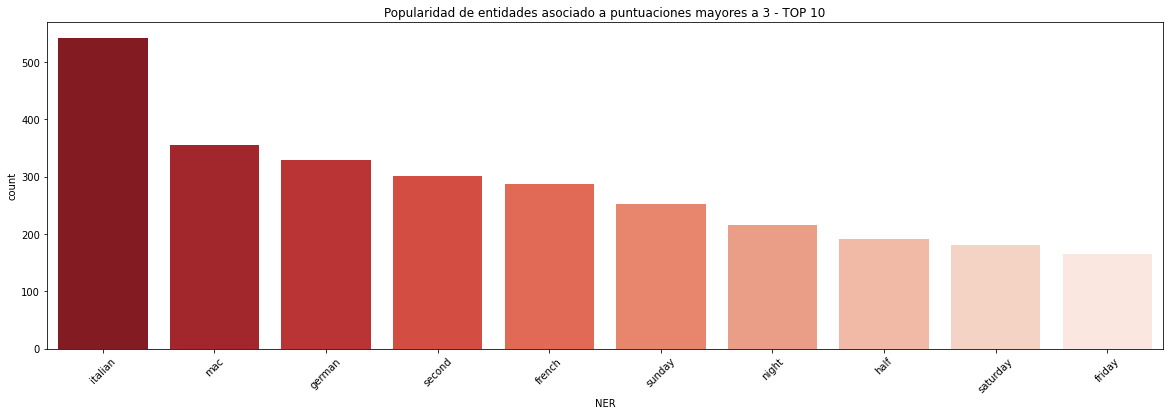 Popularidad de entidades asociado a puntuaciones mayores a 3 - TOP 10
count
500
400
300
200
100
0
italian
mac
german
second
french
sunday
night
half
saturday
friday
NER